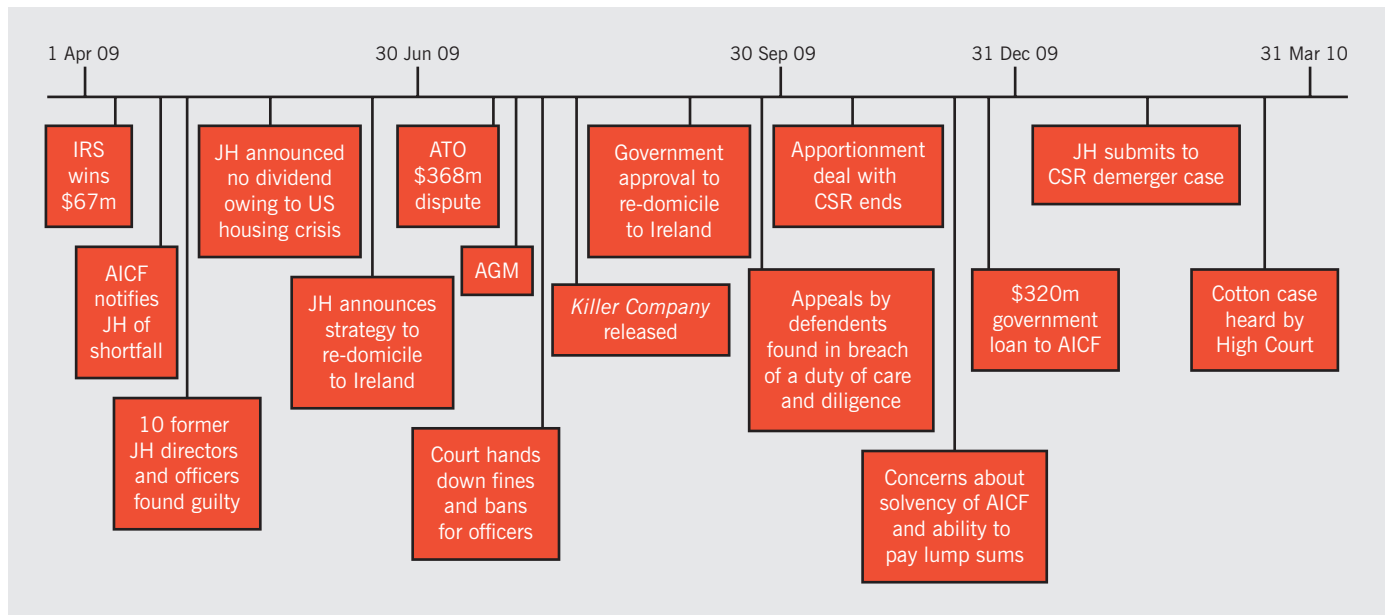 1 Apr 09
30 Jun 09
30 Sep 09
31 Dec 09
31 Mar 10
IRS
wins
$67m
AICF
notifies
JH of
shortfall
10 former
JH directors
and officers
found guilty
JH announced
no dividend
owing to US
housing crisis
JH announces
strategy to
re-domicile
to Ireland
ATO
$368m
dispute
AGM
Court hands
down fines
and bans
for officers
Killer Company
released
Government
approval to
re-domicile
to Ireland
Appeals by
defendents
found in breach
of a duty of care
and diligence
Apportionment
deal with
CSR ends
Concerns about
solvency of AICF
and ability to
pay lump sums
$320m
government
loan to AICF
JH submits to
CSR demerger case
Cotton case
heard by
High Court